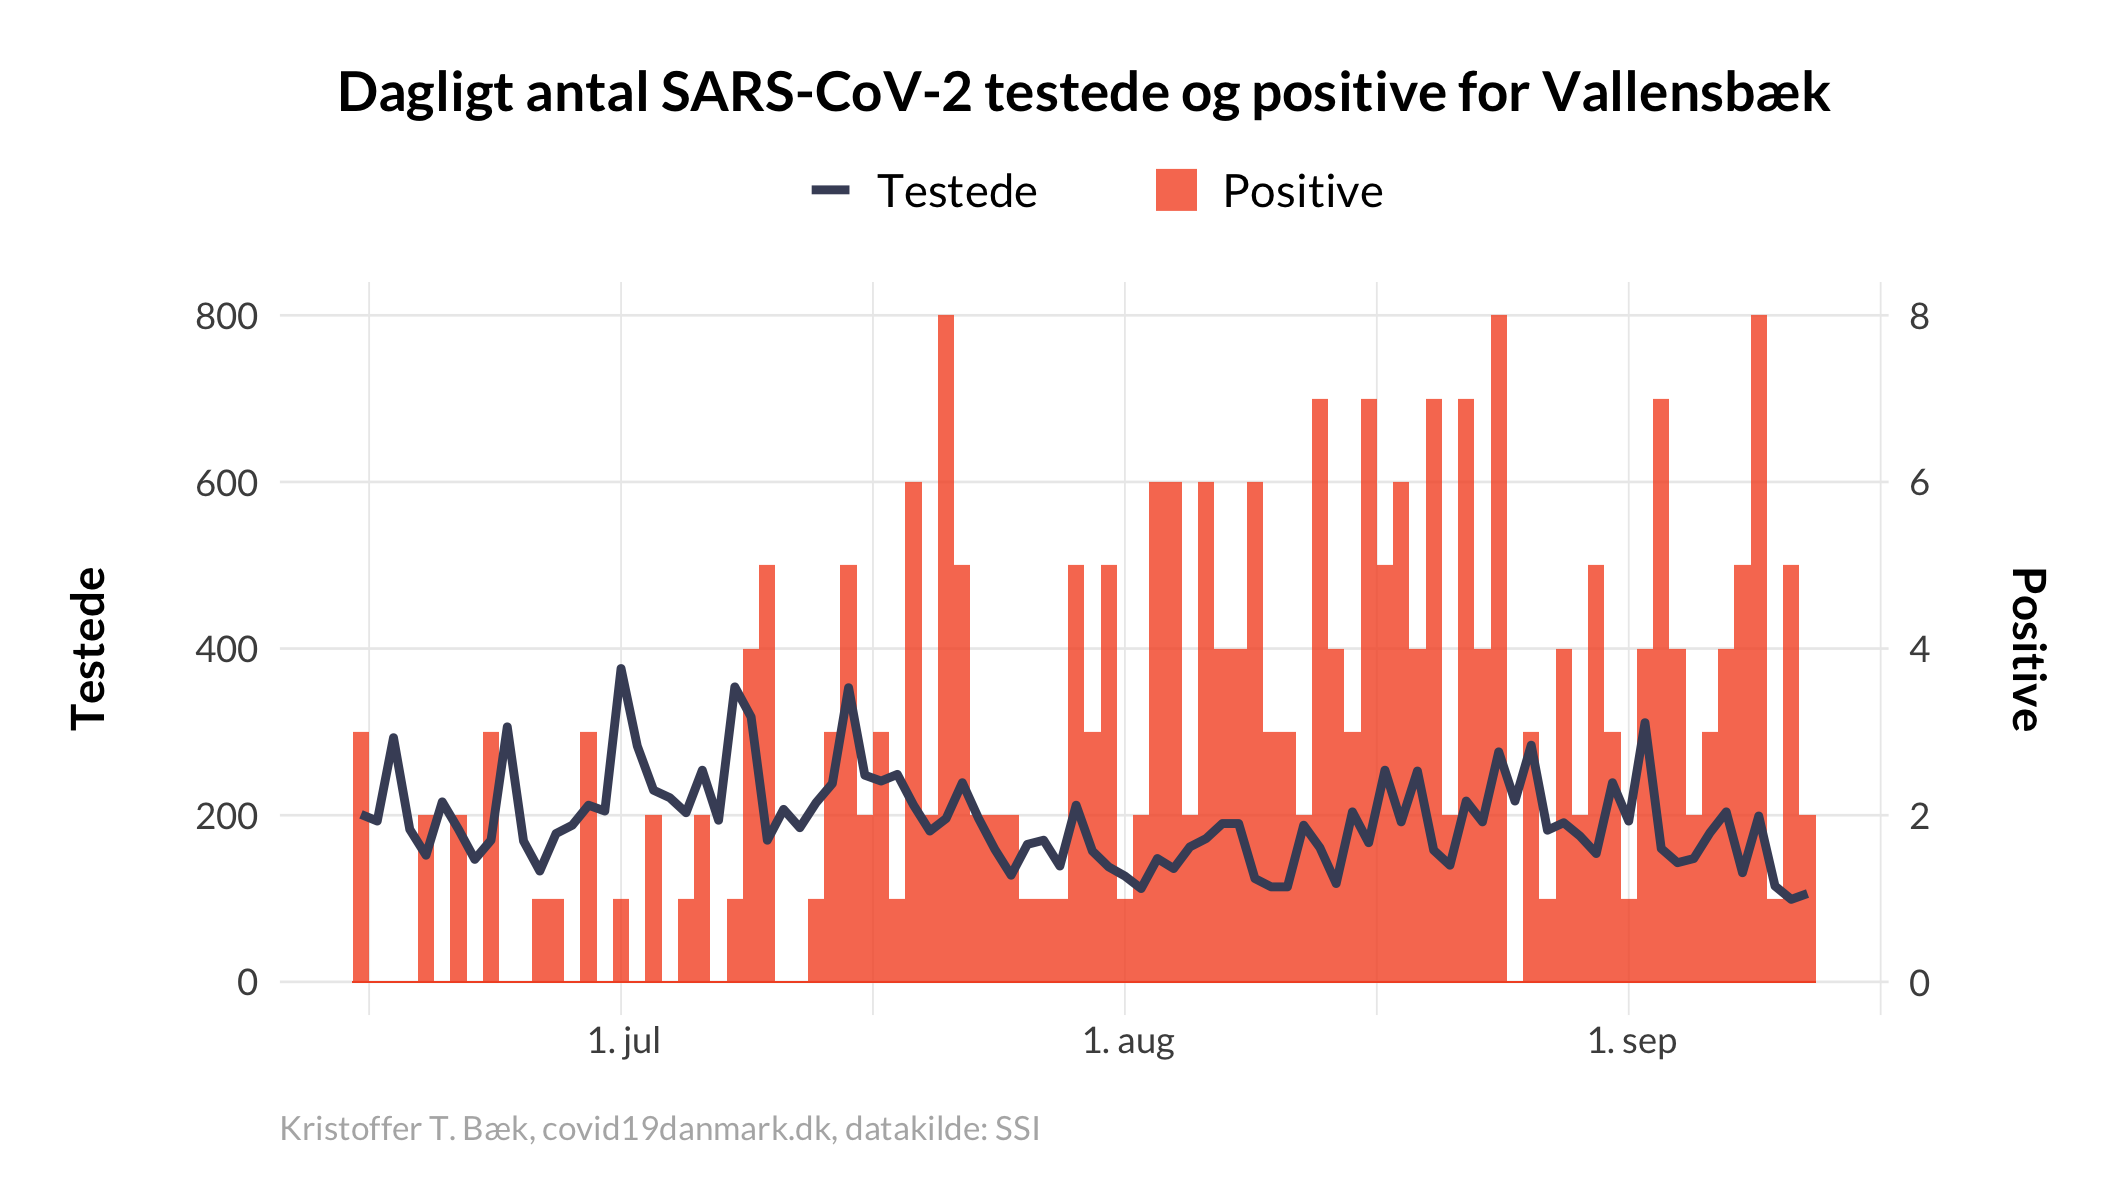 Dagligt antal SARS-CoV-2 testede og positive for Vallensbæk
Testede
Positive
800
600
400
200
0
8
6
4
2
0
Testede
Positive
1. jul
1. aug
1. sep
Kristoffer T. Bæk, covid19danmark.dk, datakilde: SSI